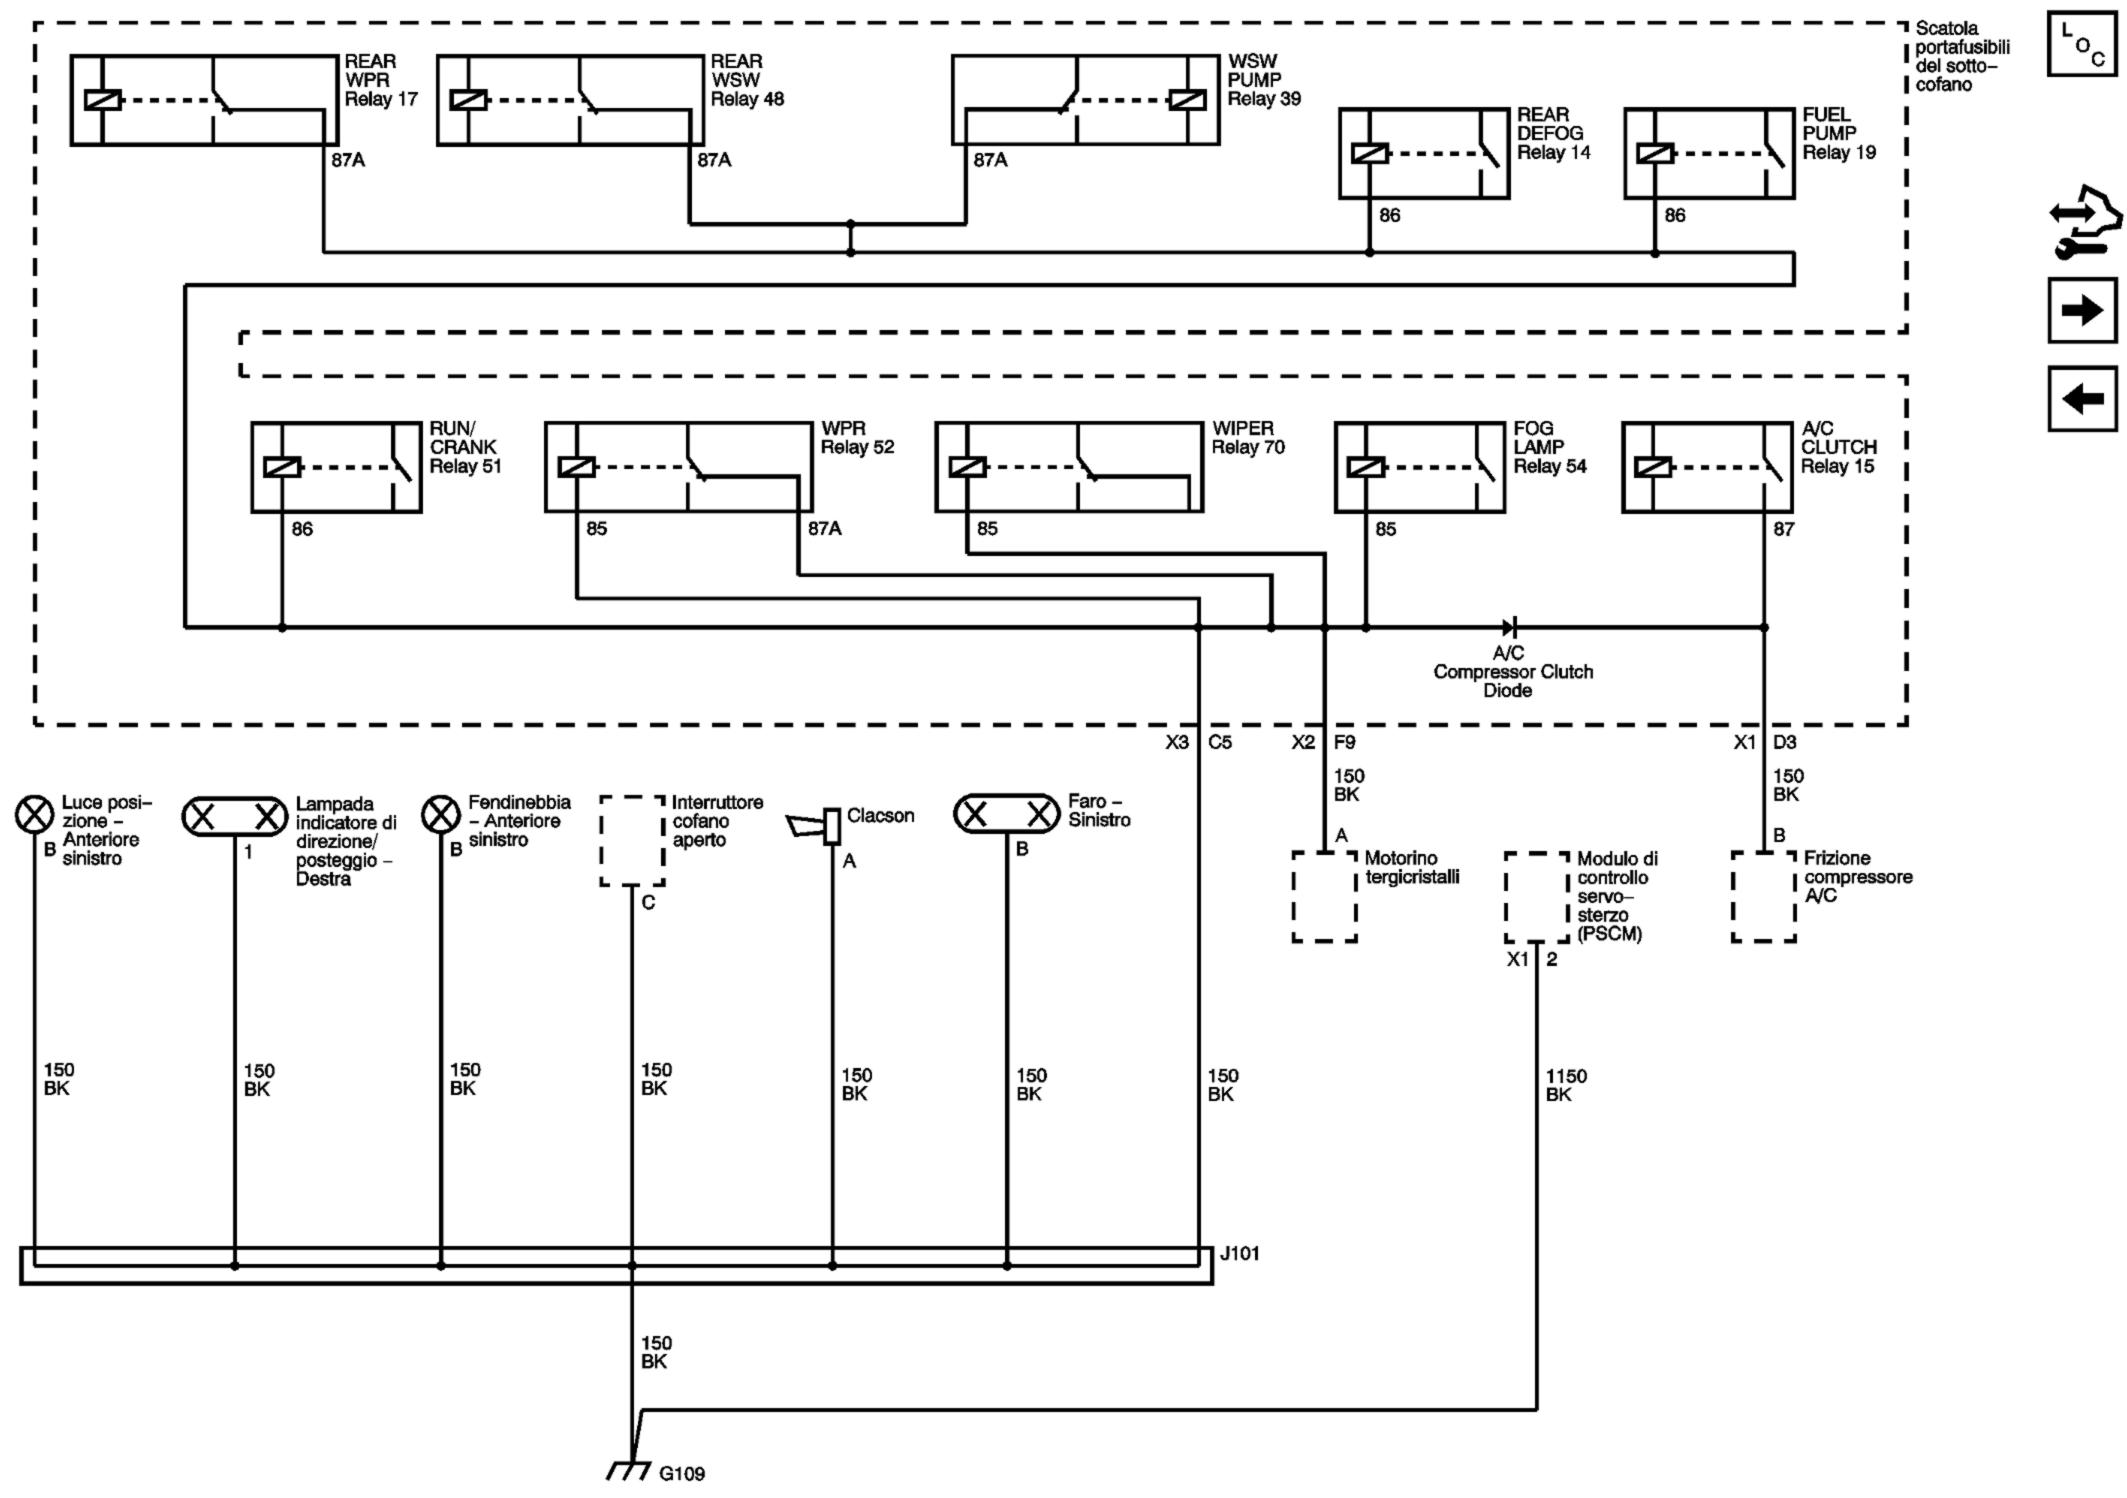 REAR
WPR
Relay 17
87A
REAR
WSW
Relay 48
87A
WSW
PUMP
Relay 39
87A
REAR
DEFOG
Relay 14
86
FUEL
PUMP
Relay 19
86
Scatola
portafusibili
del sotto–
cofano
L
O
C
RUN/
CRANK
Relay 51
86
WPR
Relay 52
85
87A
WIPER
Relay 70
85
FOG
LAMP
Relay 54
85
A/C
CLUTCH
Relay 15
87
A/C
Compressor Clutch
Diode
X3 C5
X2 F9
X1 D3
150
BK
150
BK
Luce posi–
zione –
Anteriore
sinistro
B
Lampada
indicatore di
direzione/
posteggio –
Destra
1
Fendinebbia
– Anteriore
sinistro
B
Interruttore
cofano
aperto
C
Clacson
A
Faro –
Sinistro
B
A
Motorino
tergicristalli
Modulo di
controllo
servo–
sterzo
(PSCM)
X1 2
B
Frizione
compressore
A/C
150
BK
150
BK
150
BK
150
BK
150
BK
150
BK
150
BK
1150
BK
J101
150
BK
G109